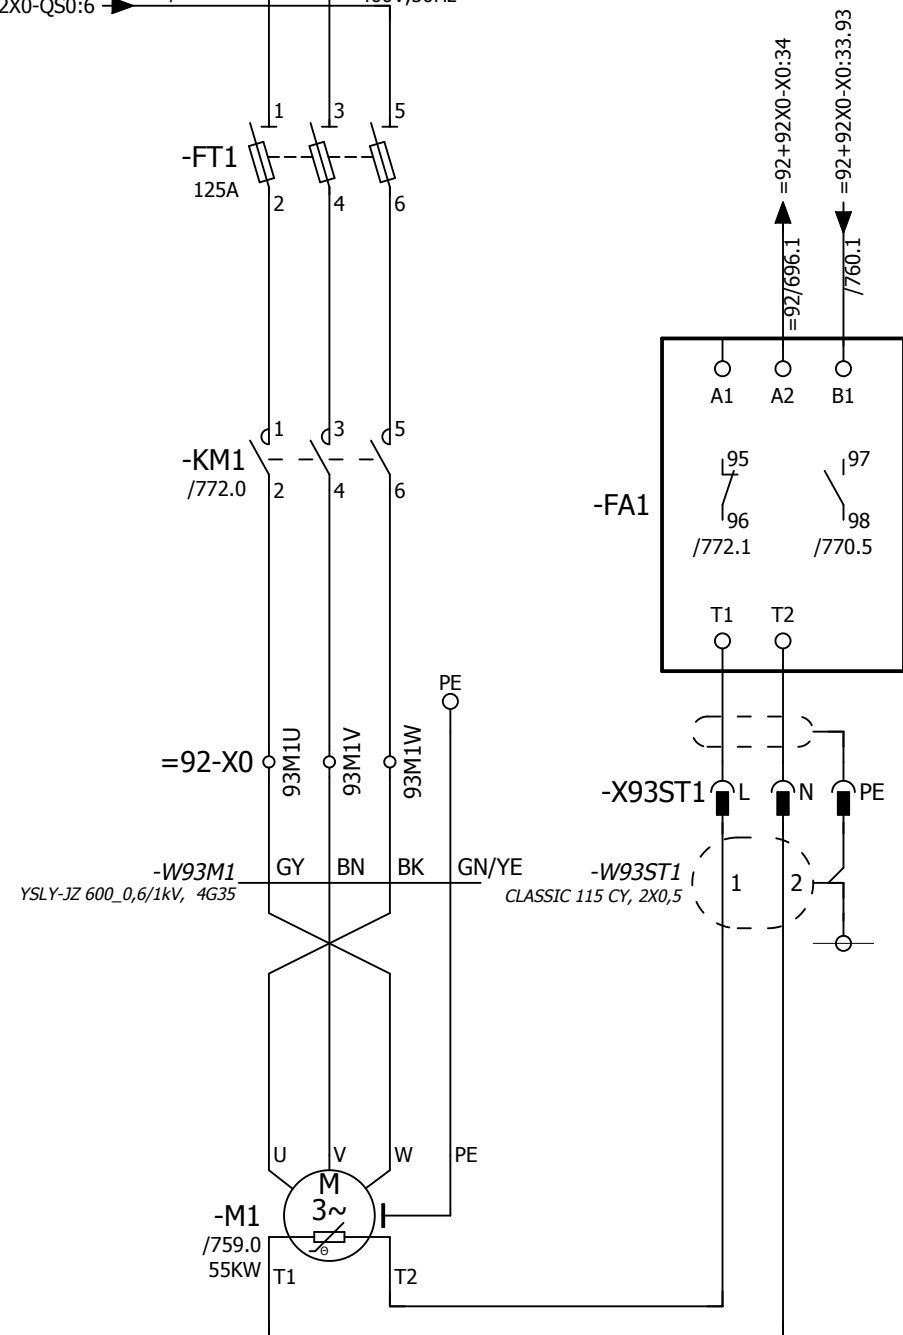 2X0-QS0:6
=92+92X0-X0:34
=92+92X0-X0:33.93
=92/696.1
/760.1
1 3 5
-FT1
125A
2 4 6
A1 A2 B1
1 3 5
-KM1
/772.0
2 4 6
95 97
-FA1
96 98
/772.1 /770.5
T1 T2
PE
=92-X0
93M1U
93M1V
93M1W
-X93ST1 L N PE
-W93M1 GY BN BK GN/YE
YSLY-JZ 600_0,6/1kV, 4G35
-W93ST1 1 2
CLASSIC 115 CY, 2X0,5
U V W PE
M
3~
-M1
/759.0
55KW
Θ
T1 T2